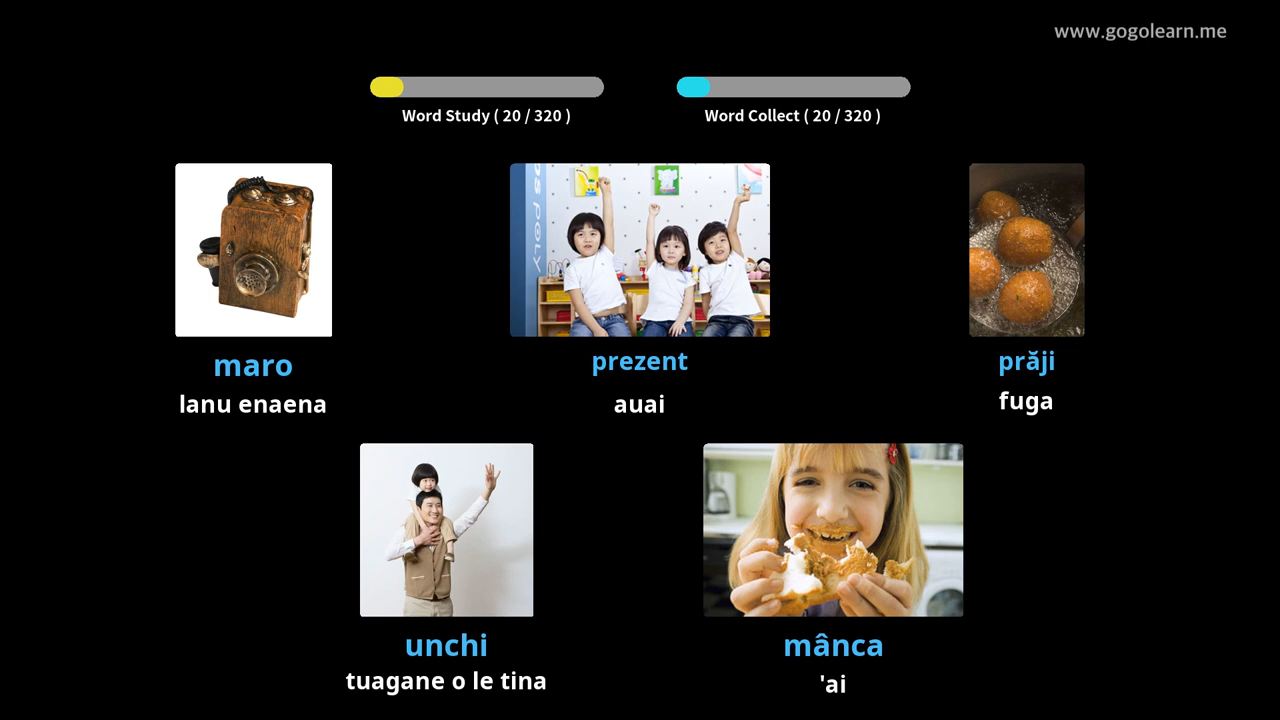 www.gogolearn.me
Word Study ( 20 / 320 )
Word Collect ( 20 / 320 )
maro
lanu enaena
prezent
auai
prăji
fuga
unchi
tuagane o le tina
mânca
'ai